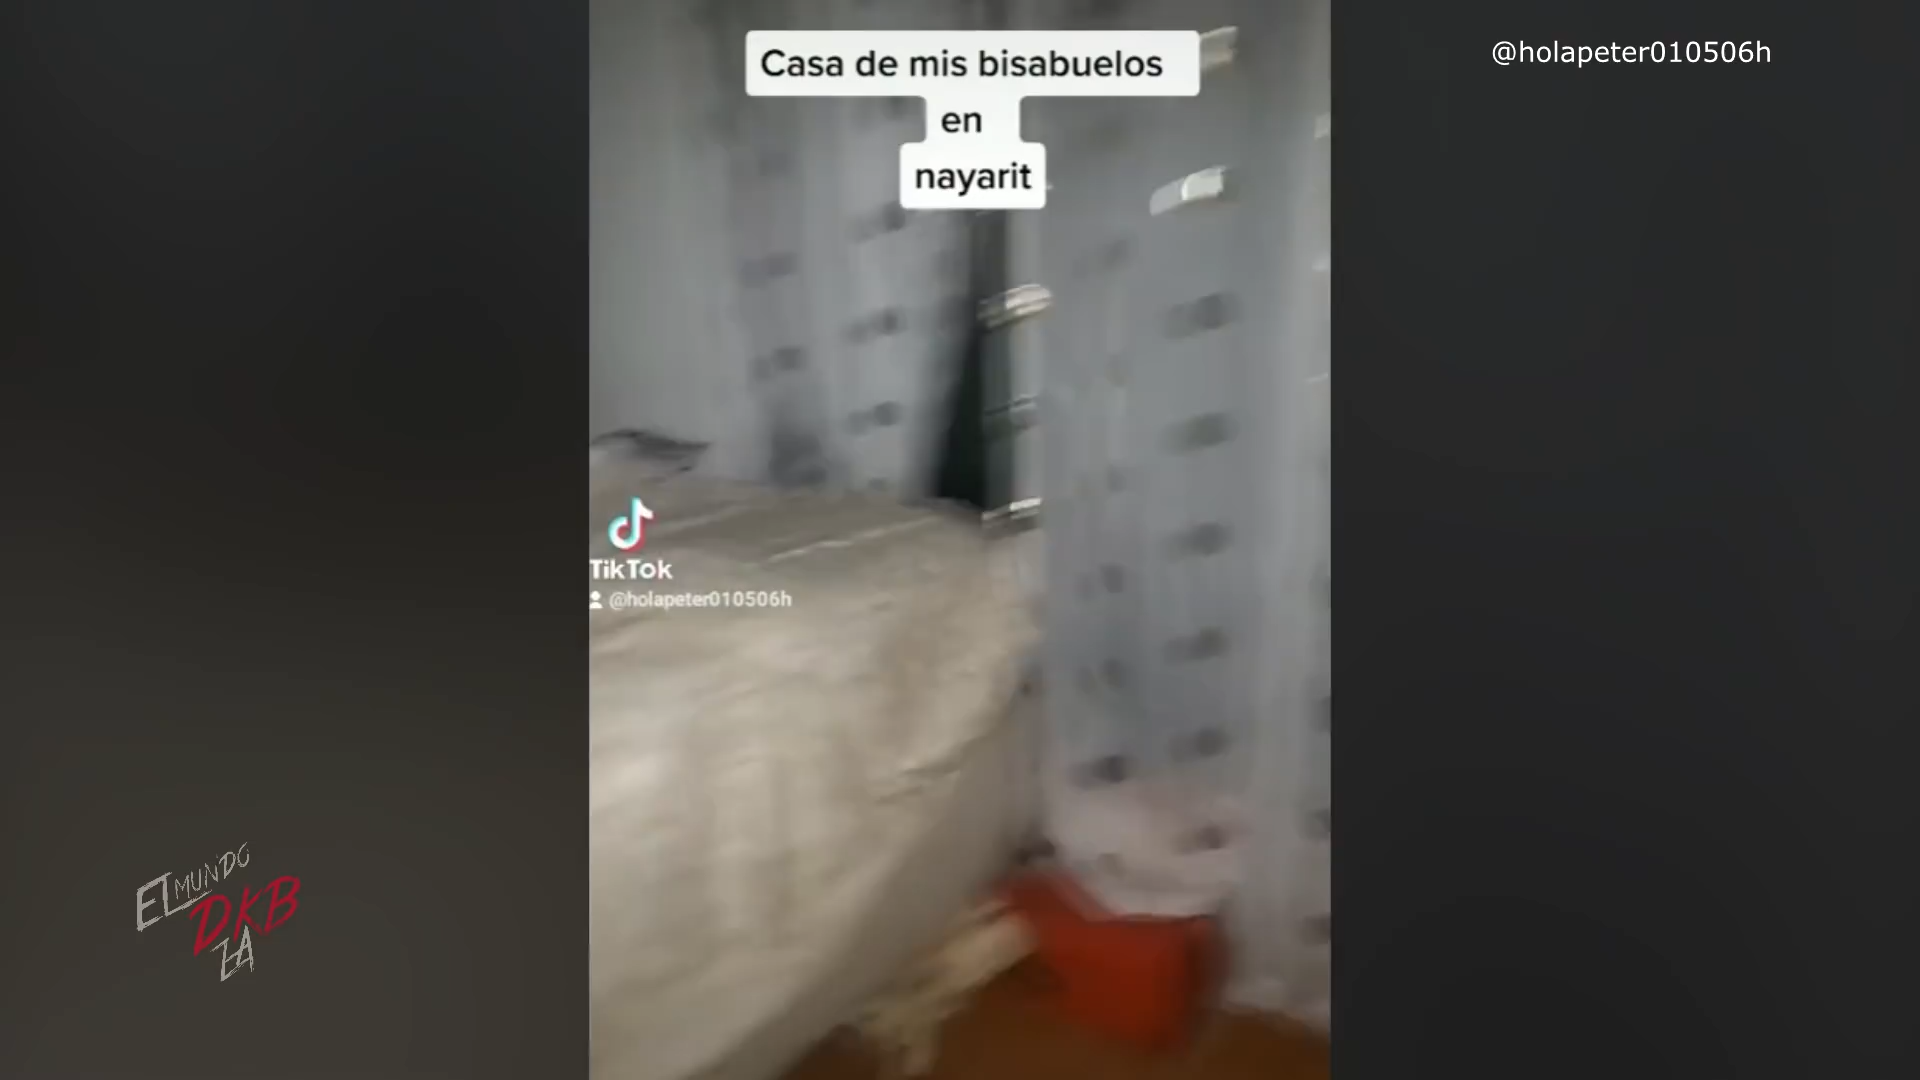 Casa de mis bisabuelos
en
nayarit
@holapeter010506h
TikTok
@holapeter010506h
EL MUNDO
DKB
ZA